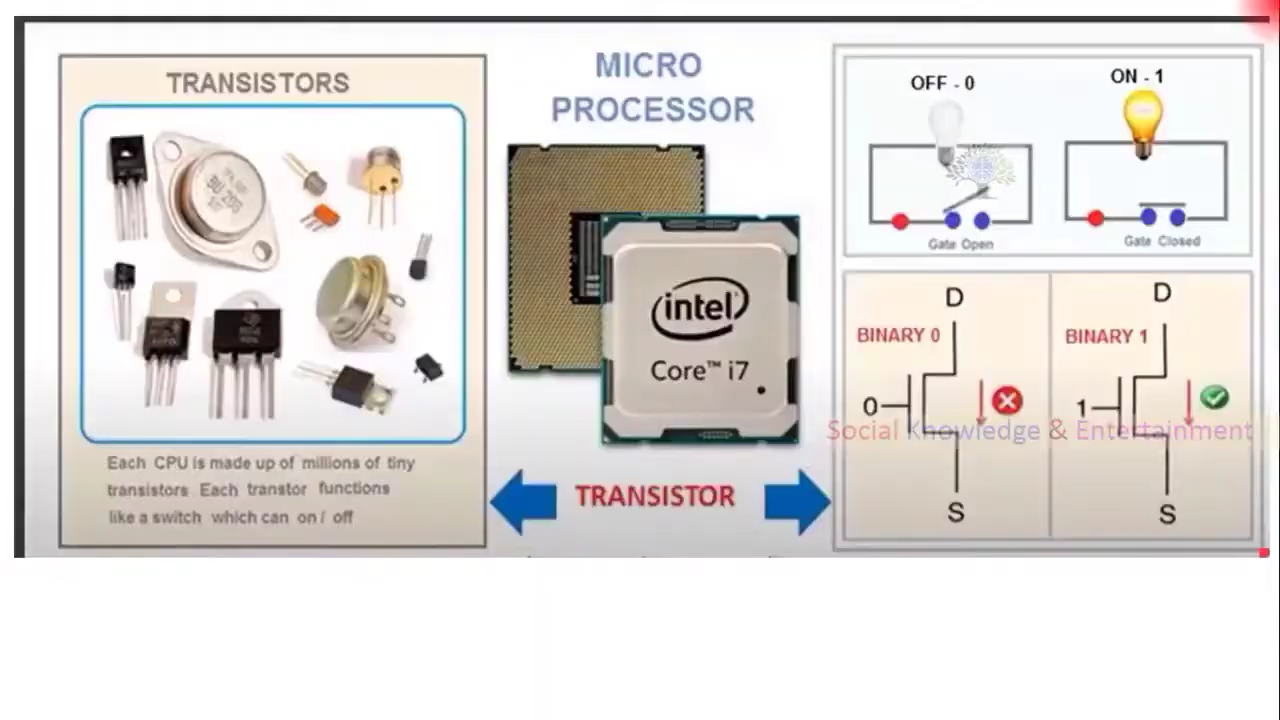 TRANSISTORS
Each CPU is made up of millions of tiny
transistors Each transtor functions
like a switch which can on / off
MICRO
PROCESSOR
intel
Core™ i7
TRANSISTOR
OFF - 0
ON - 1
Gate Open
Gate Closed
D
BINARY 0
0
S
D
BINARY 1
1
S
Social Knowledge & Entertainment